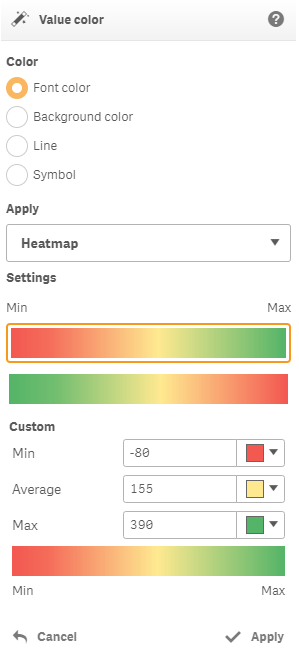 Value color
?
Color
Font color
Background color
Line
Symbol
Apply
Heatmap
Settings
Min Max
Custom
Min -80
Average 155
Max 390
Min Max
Cancel Apply